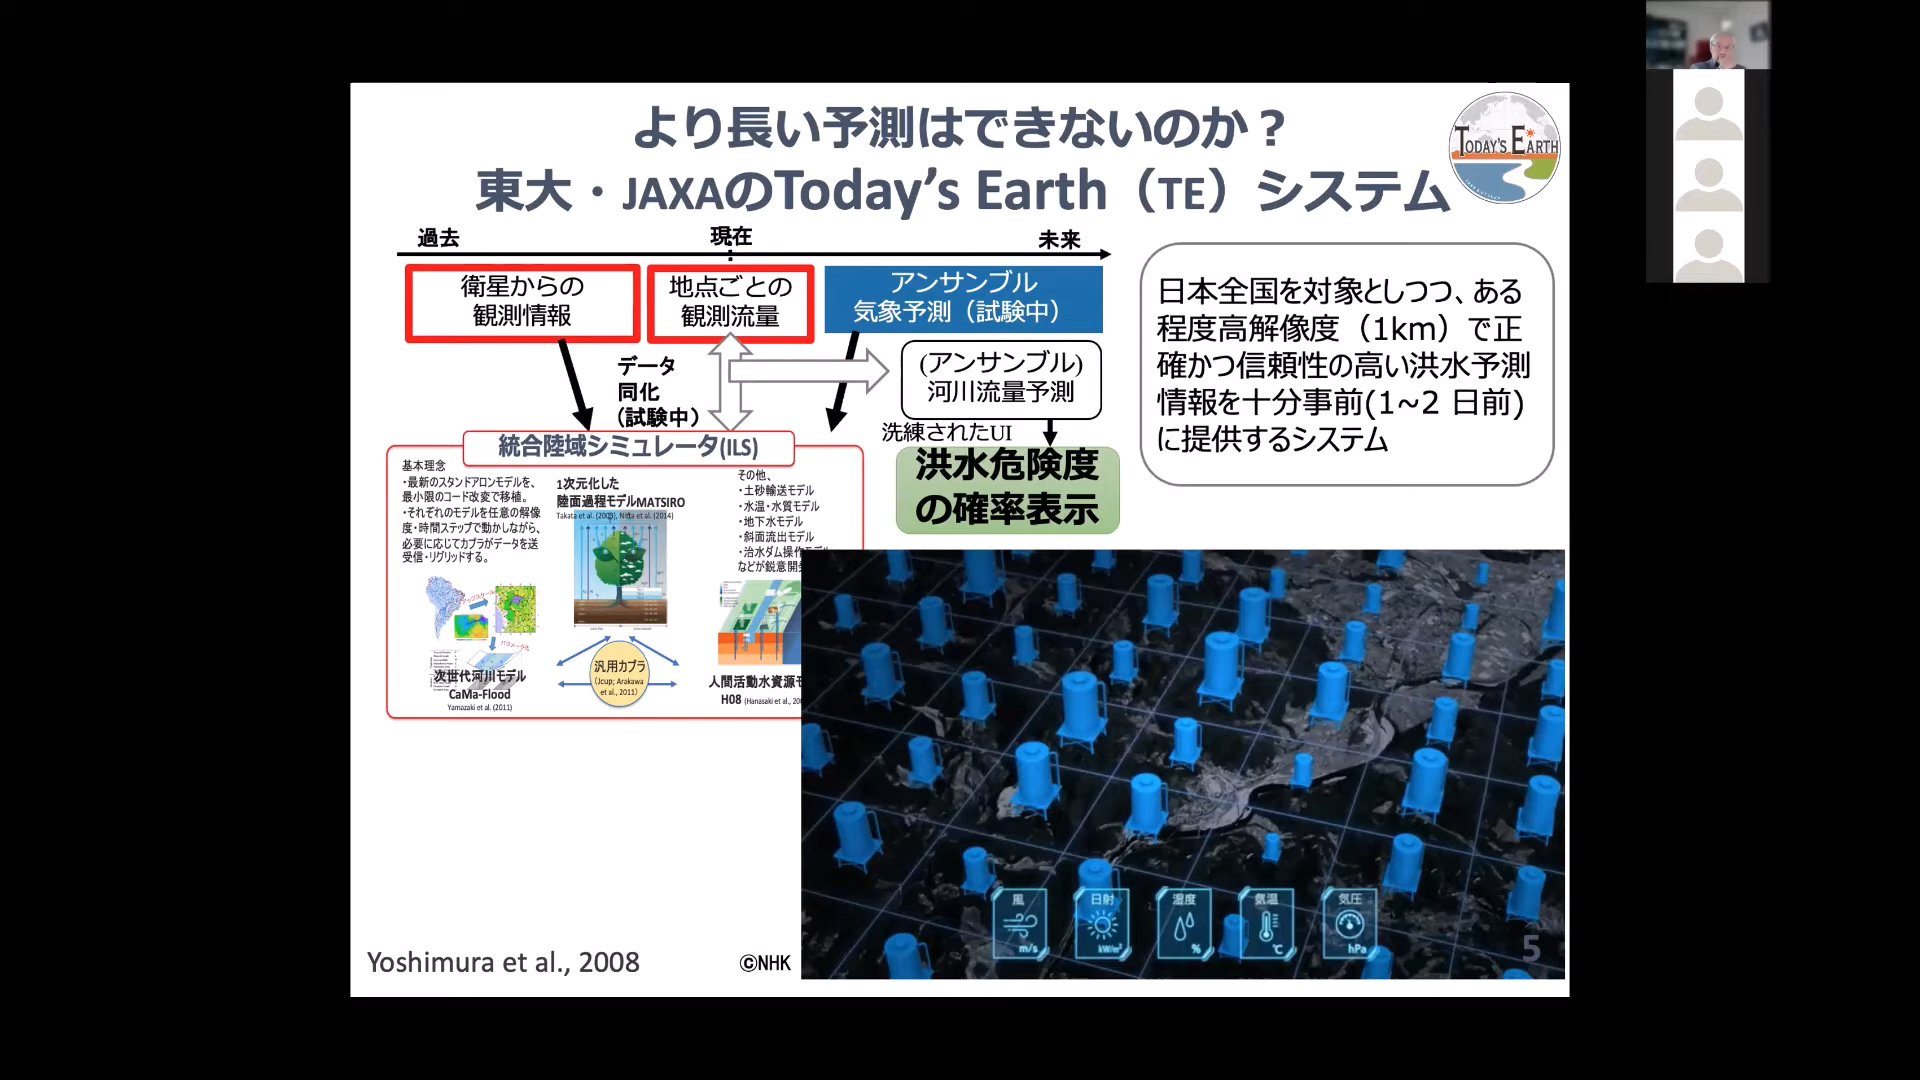 より長い予測はできないのか？
東大・JAXAのToday's Earth（TE）システム
TODAY'S EARTH
過去
現在
未来
衛星からの
観測情報
地点ごとの
観測流量
アンサンブル
気象予測（試験中）
データ
同化
（試験中）
(アンサンブル)
河川流量予測
洗練されたUI
洪水危険度
の確率表示
日本全国を対象としつつ、ある
程度高解像度（1km）で正
確かつ信頼性の高い洪水予測
情報を十分事前(1~2 日前)
に提供するシステム
統合陸域シミュレータ(ILS)
基本理念
・最新のスタンドアロンモデルを、
最小限のコード改変で移植。
・それぞれのモデルを任意の解像
度・時間ステップで動かしながら、
必要に応じてカプラがデータを送
受信・リグリッドする。
1次元化した
陸面過程モデルMATSIRO
Takata et al. (2003), Nitta et al. (2014)
その他、
・土砂輸送モデル
・水温・水質モデル
・地下水モデル
・斜面流出モデル
・治水ダム操作モデル
などが鋭意開発
次世代河川モデル
CaMa-Flood
Yamazaki et al. (2011)
汎用カプラ
(Jcup; Arakawa
et al., 2011)
人間活動水資源モ
H08 (Hanasaki et al., 200
風
m/s
日射
kW/m²
湿度
%
気温
℃
気圧
hPa
5
Yoshimura et al., 2008
©NHK